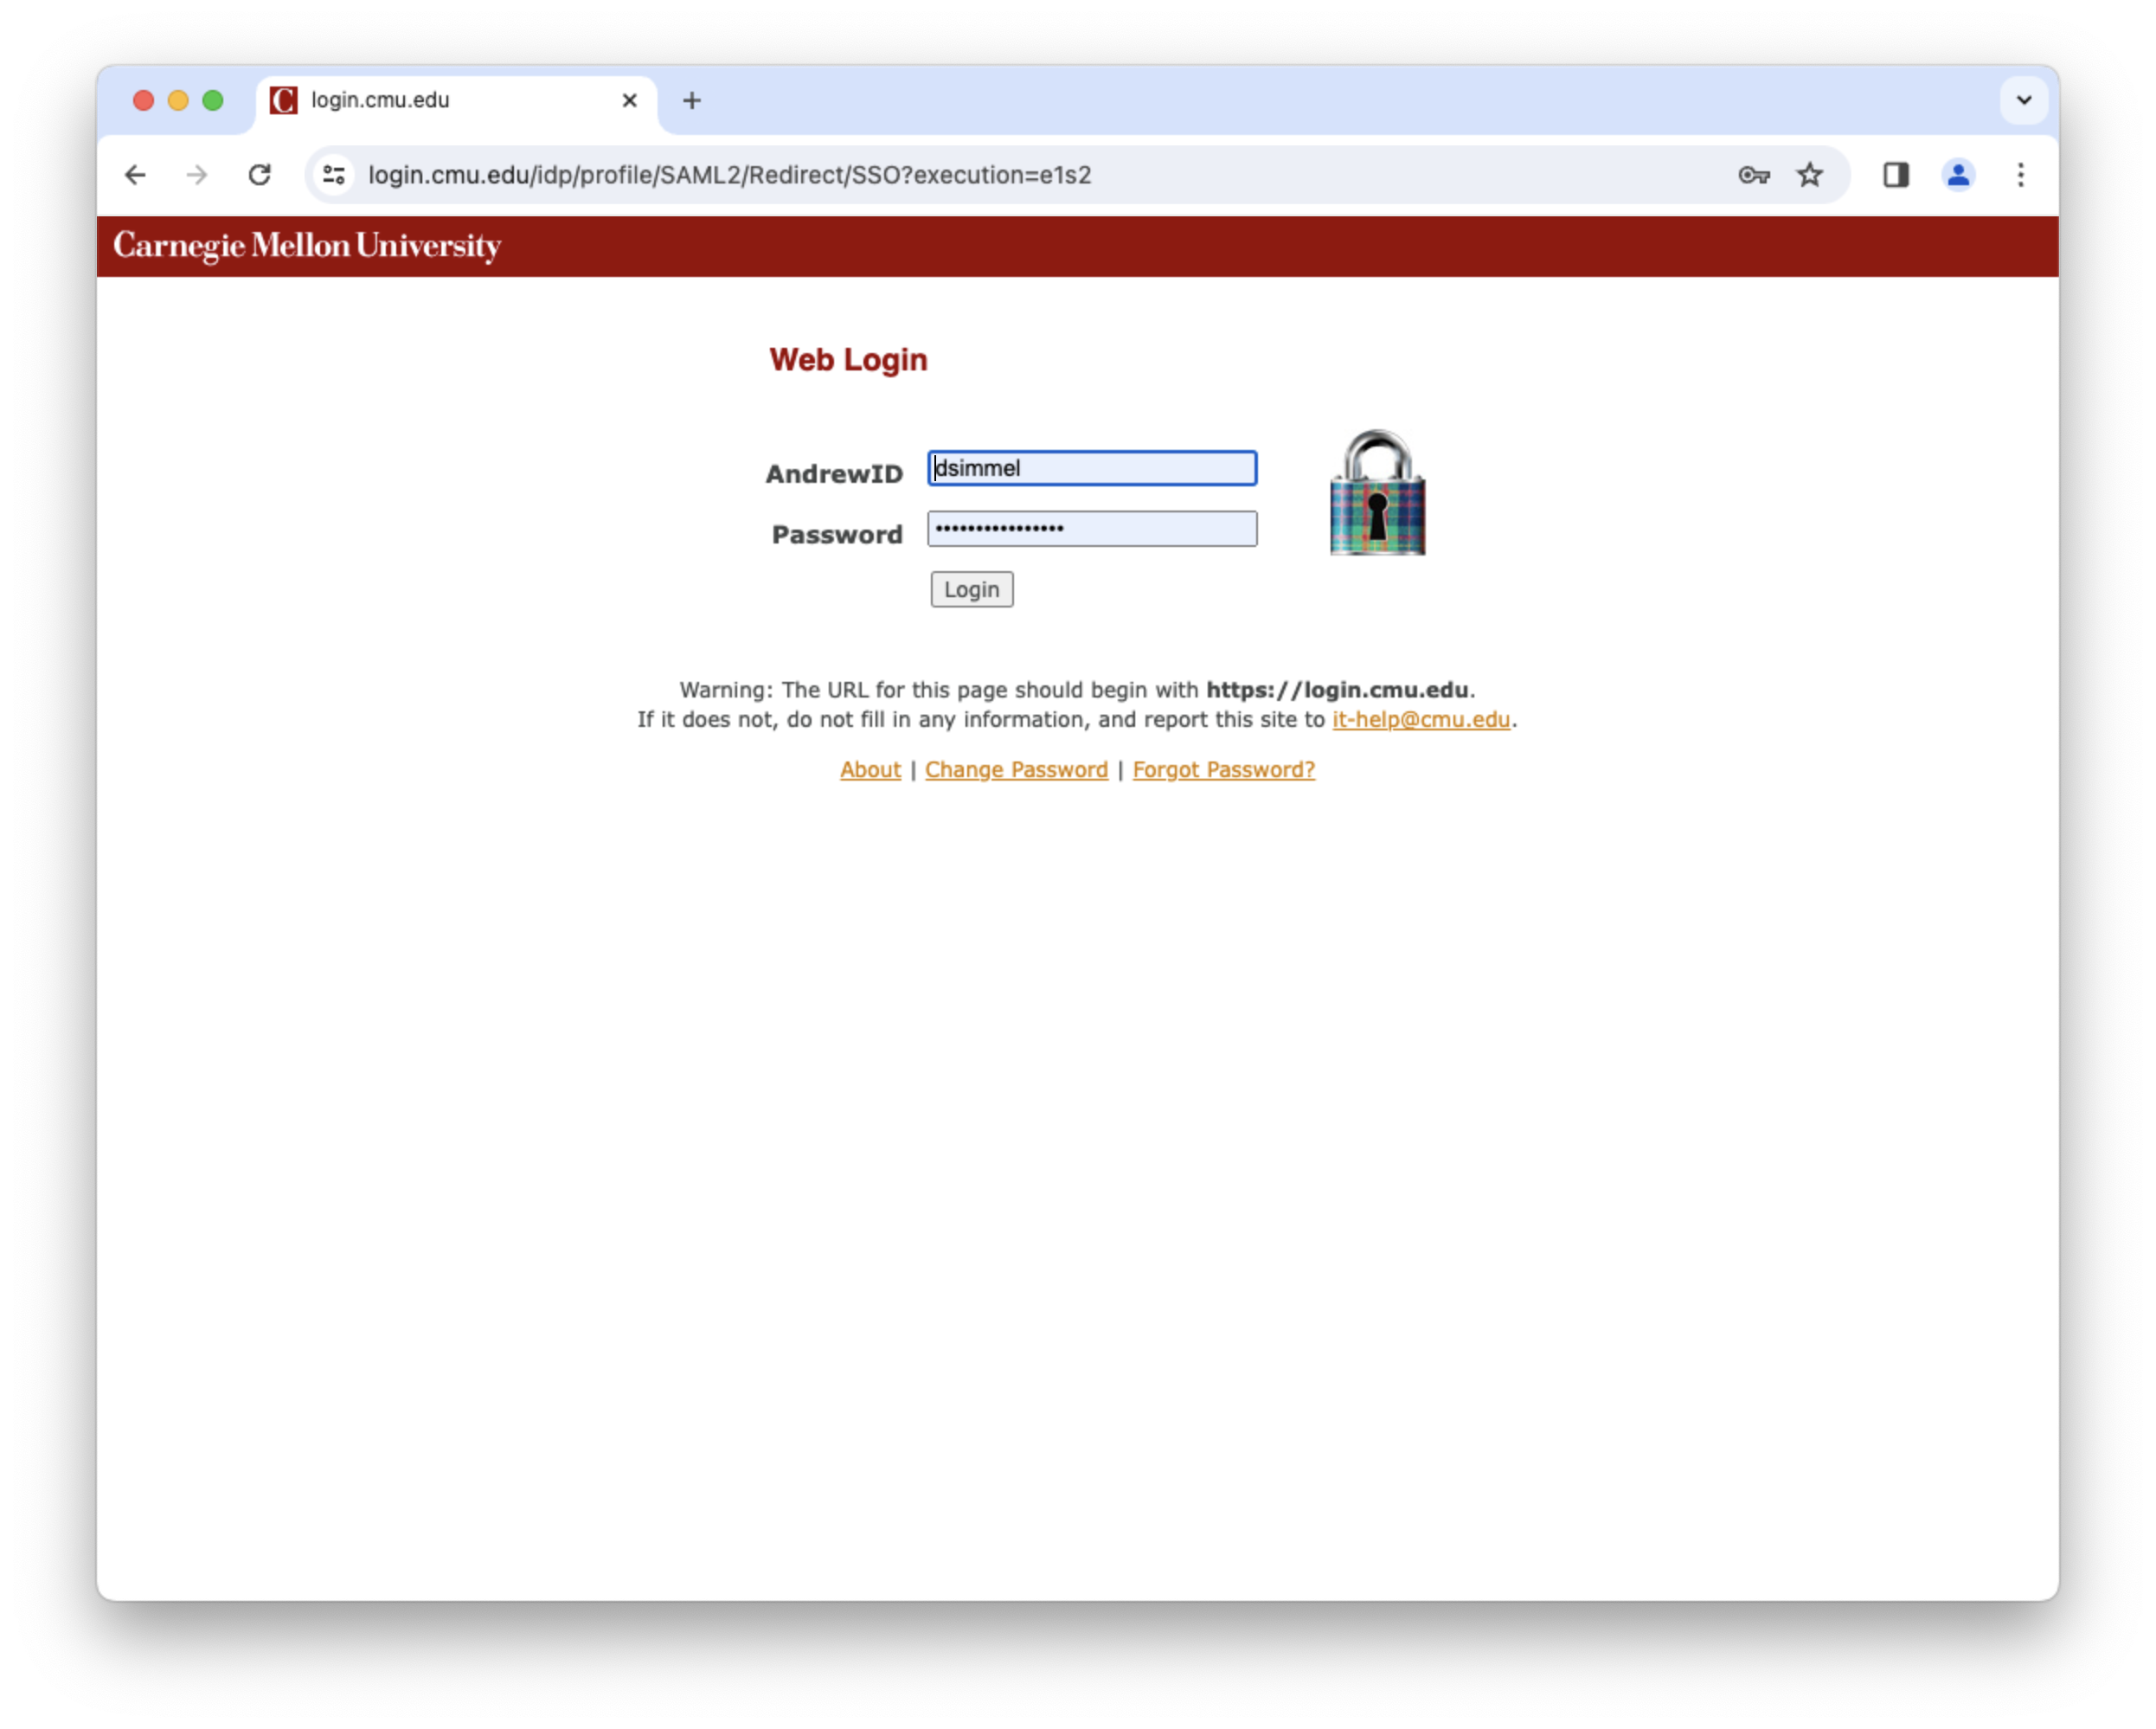 login.cmu.edu
login.cmu.edu/idp/profile/SAML2/Redirect/SSO?execution=e1s2
Carnegie Mellon University
Web Login
AndrewID dsimmel
Password ••••••••••••••••
Login
Warning: The URL for this page should begin with https://login.cmu.edu.
If it does not, do not fill in any information, and report this site to it-help@cmu.edu.
About | Change Password | Forgot Password?